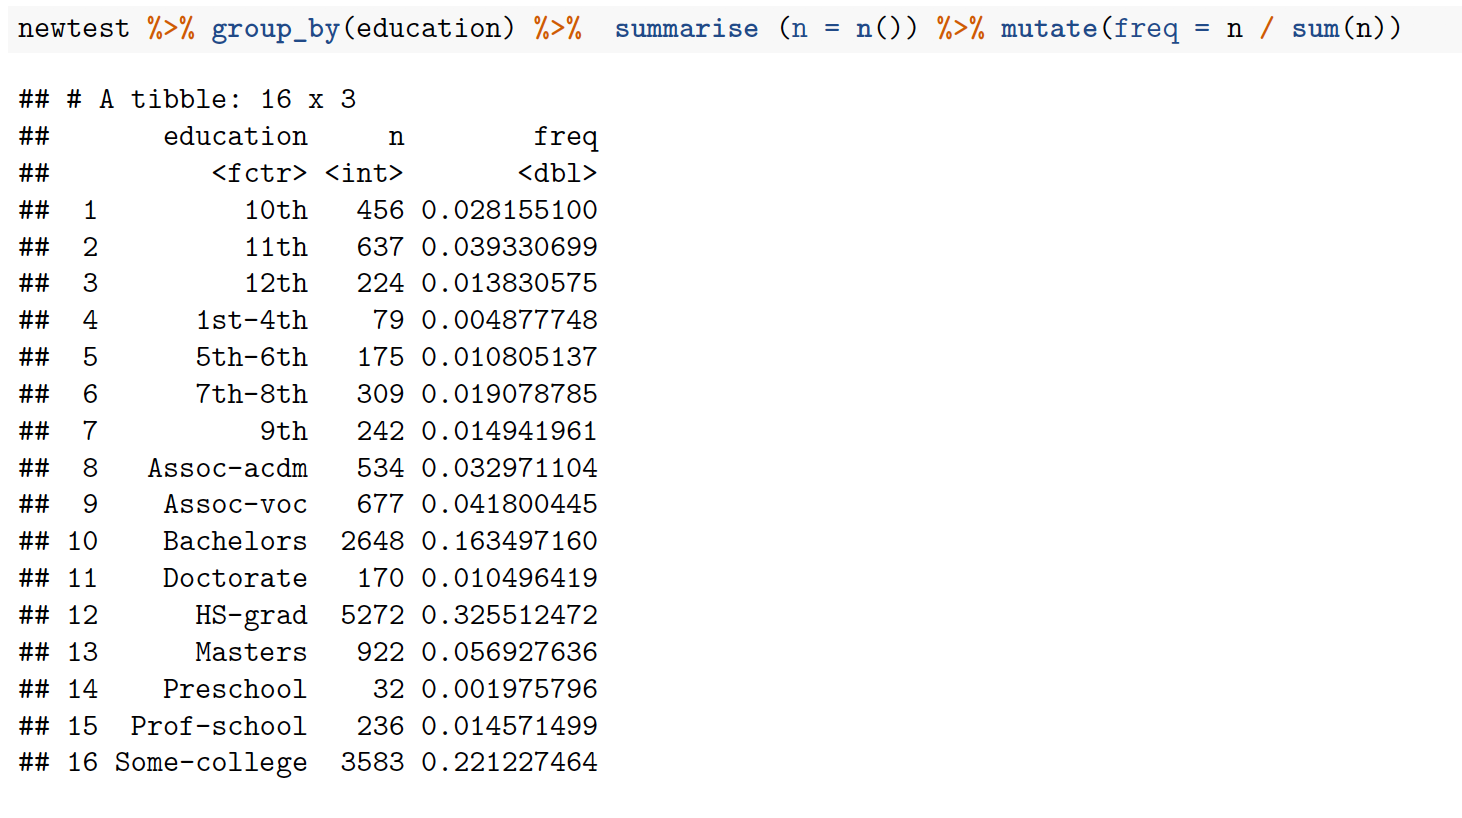 newtest %>% group_by(education) %>%  summarise (n = n()) %>% mutate(freq = n / sum(n))
## # A tibble: 16 x 3
##       education     n        freq
##          <fctr> <int>       <dbl>
##  1         10th   456 0.028155100
##  2         11th   637 0.039330699
##  3         12th   224 0.013830575
##  4      1st-4th    79 0.004877748
##  5      5th-6th   175 0.010805137
##  6      7th-8th   309 0.019078785
##  7          9th   242 0.014941961
##  8   Assoc-acdm   534 0.032971104
##  9    Assoc-voc   677 0.041800445
## 10    Bachelors  2648 0.163497160
## 11    Doctorate   170 0.010496419
## 12      HS-grad  5272 0.325512472
## 13      Masters   922 0.056927636
## 14    Preschool    32 0.001975796
## 15  Prof-school   236 0.014571499
## 16 Some-college  3583 0.221227464